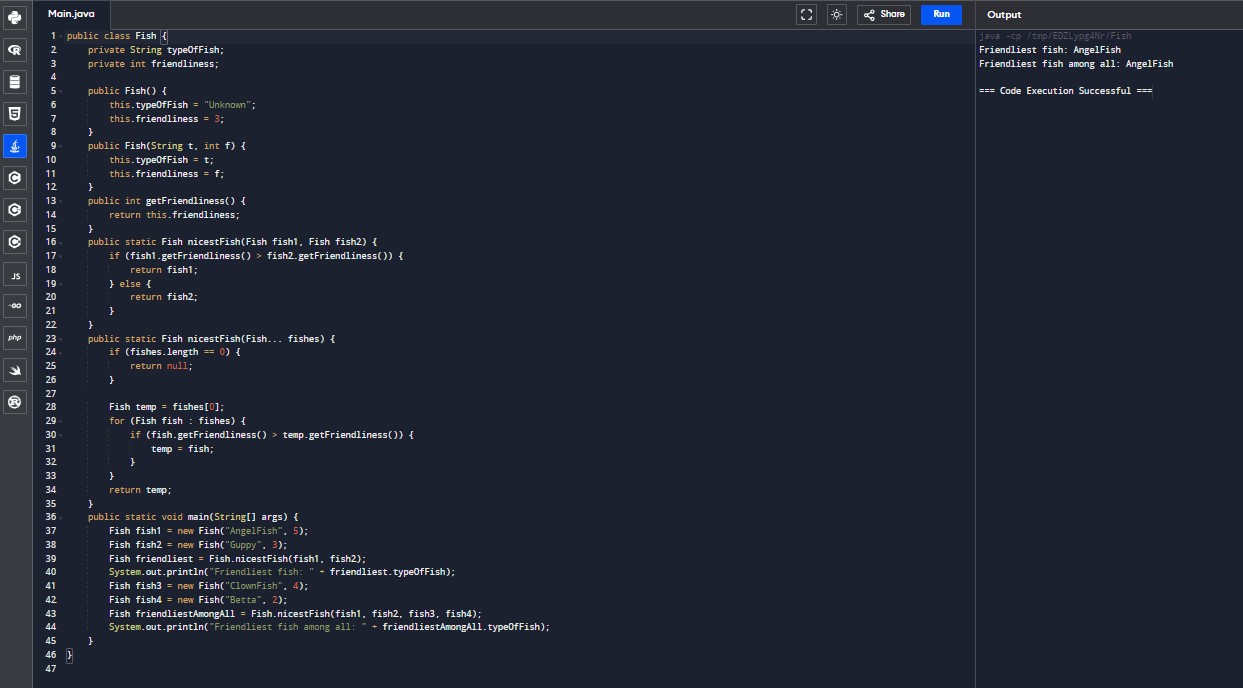 Main.java
Share
Run
Output
1 public class Fish {
2 private String typeOfFish;
3 private int friendliness;
4
5 public Fish() {
6 this.typeOfFish = "Unknown";
7 this.friendliness = 3;
8 }
9 public Fish(String t, int f) {
10 this.typeOfFish = t;
11 this.friendliness = f;
12 }
13 public int getFriendliness() {
14 return this.friendliness;
15 }
16 public static Fish nicestFish(Fish fish1, Fish fish2) {
17 if (fish1.getFriendliness() > fish2.getFriendliness()) {
18 return fish1;
19 } else {
20 return fish2;
21 }
22 }
23 public static Fish nicestFish(Fish... fishes) {
24 if (fishes.length == 0) {
25 return null;
26 }
27
28 Fish temp = fishes[0];
29 for (Fish fish : fishes) {
30 if (fish.getFriendliness() > temp.getFriendliness()) {
31 temp = fish;
32 }
33 }
34 return temp;
35 }
36 public static void main(String[] args) {
37 Fish fish1 = new Fish("AngelFish", 5);
38 Fish fish2 = new Fish("Guppy", 3);
39 Fish friendliest = Fish.nicestFish(fish1, fish2);
40 System.out.println("Friendliest fish: " + friendliest.typeOfFish);
41 Fish fish3 = new Fish("ClownFish", 4);
42 Fish fish4 = new Fish("Betta", 2);
43 Fish friendliestAmongAll = Fish.nicestFish(fish1, fish2, fish3, fish4);
44 System.out.println("Friendliest fish among all: " + friendliestAmongAll.typeOfFish);
45 }
46 }
47
java -cp /tmp/EDZLypg4Nr/Fish
Friendliest fish: AngelFish
Friendliest fish among all: AngelFish
=== Code Execution Successful ===
JS
GO
php